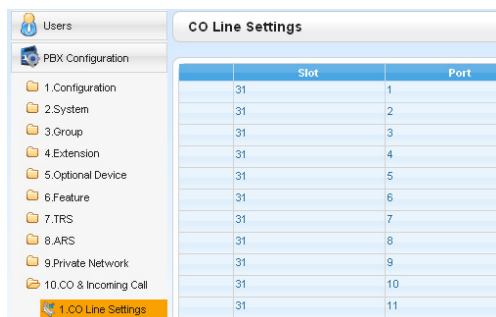 Users
PBX Configuration
1.Configuration
2.System
3.Group
4.Extension
5.Optional Device
6.Feature
7.TRS
8.ARS
9.Private Network
10.CO & Incoming Call
1.CO Line Settings
CO Line Settings
Slot Port
31 1
31 2
31 3
31 4
31 5
31 6
31 7
31 8
31 9
31 10
31 11